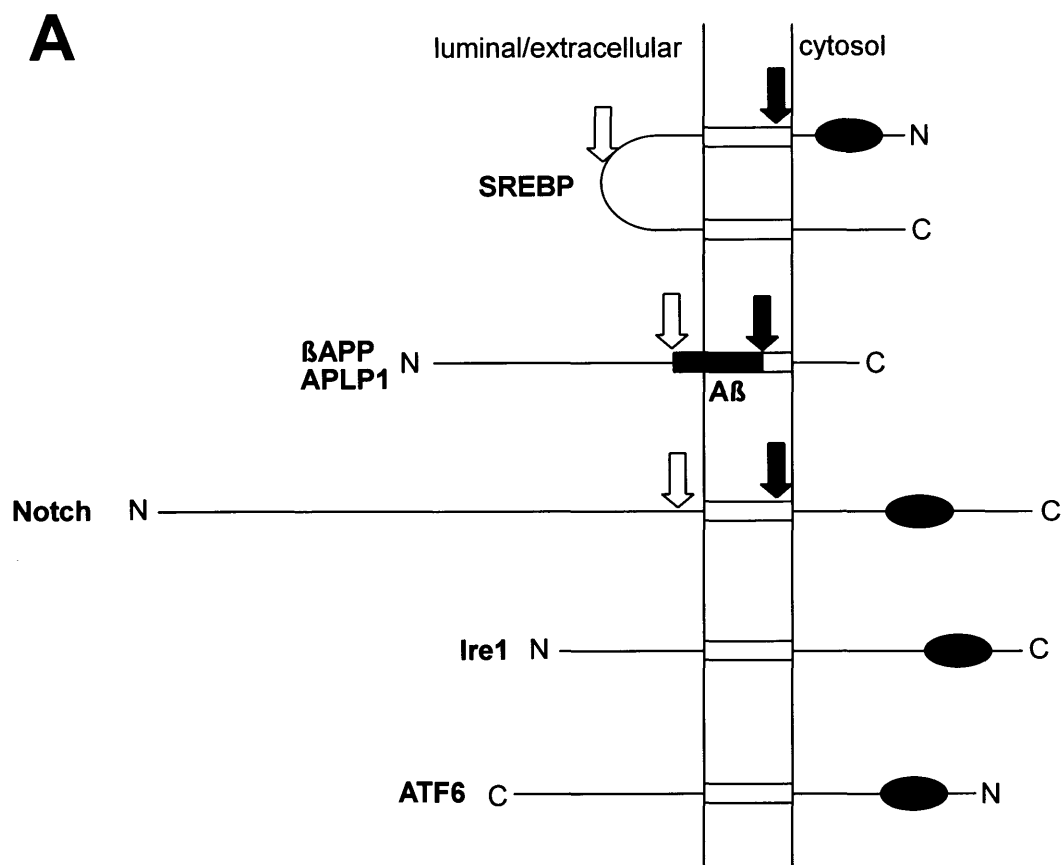 A
luminal/extracellular
cytosol
N
SREBP
C
ßAPP
APLP1
N
C
Aß
Notch
N
C
Ire1
N
C
ATF6
C
N